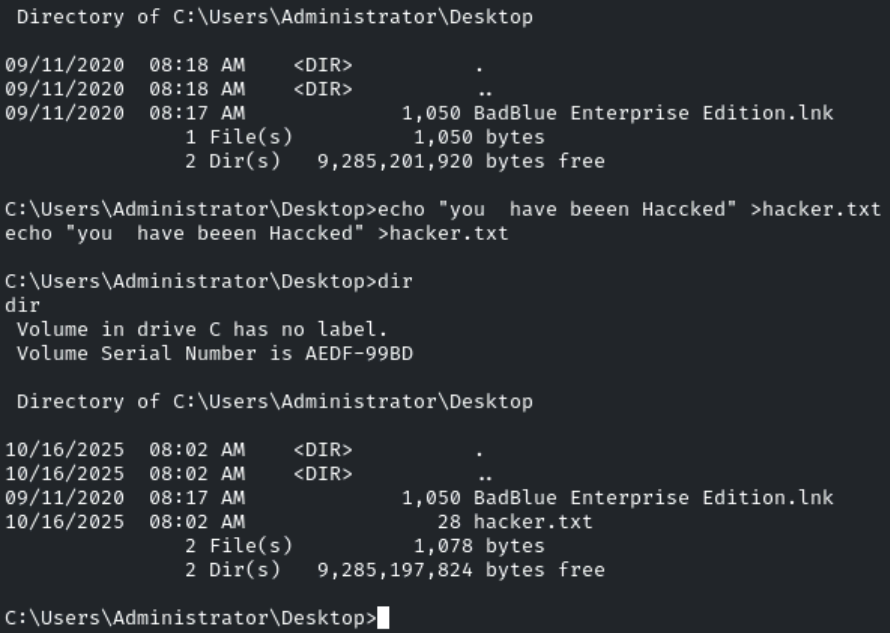 Directory of C:\Users\Administrator\Desktop

09/11/2020  08:18 AM    <DIR>          .
09/11/2020  08:18 AM    <DIR>          ..
09/11/2020  08:17 AM             1,050 BadBlue Enterprise Edition.lnk
               1 File(s)          1,050 bytes
               2 Dir(s)   9,285,201,920 bytes free

C:\Users\Administrator\Desktop>echo "you  have beeen Haccked" >hacker.txt
echo "you  have beeen Haccked" >hacker.txt

C:\Users\Administrator\Desktop>dir
dir
 Volume in drive C has no label.
 Volume Serial Number is AEDF-99BD

 Directory of C:\Users\Administrator\Desktop

10/16/2025  08:02 AM    <DIR>          .
10/16/2025  08:02 AM    <DIR>          ..
09/11/2020  08:17 AM             1,050 BadBlue Enterprise Edition.lnk
10/16/2025  08:02 AM                28 hacker.txt
               2 File(s)          1,078 bytes
               2 Dir(s)   9,285,197,824 bytes free

C:\Users\Administrator\Desktop>